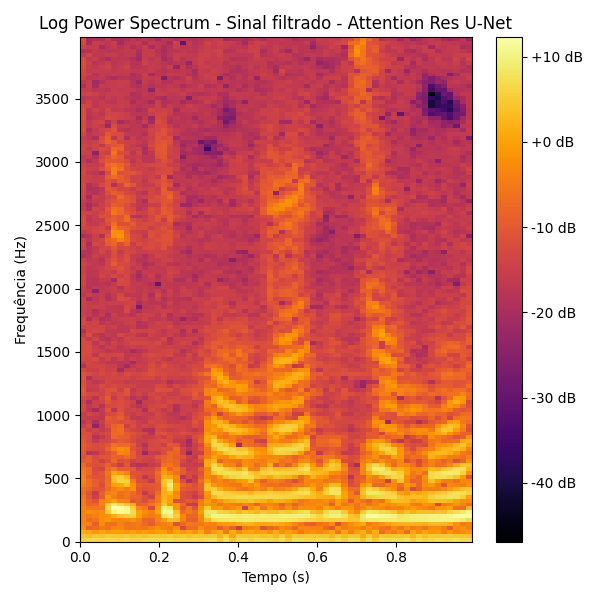 Log Power Spectrum - Sinal filtrado - Attention Res U-Net
+10 dB
+0 dB
-10 dB
-20 dB
-30 dB
-40 dB
3500
3000
2500
2000
1500
1000
500
0
Frequência (Hz)
0.0 0.2 0.4 0.6 0.8
Tempo (s)